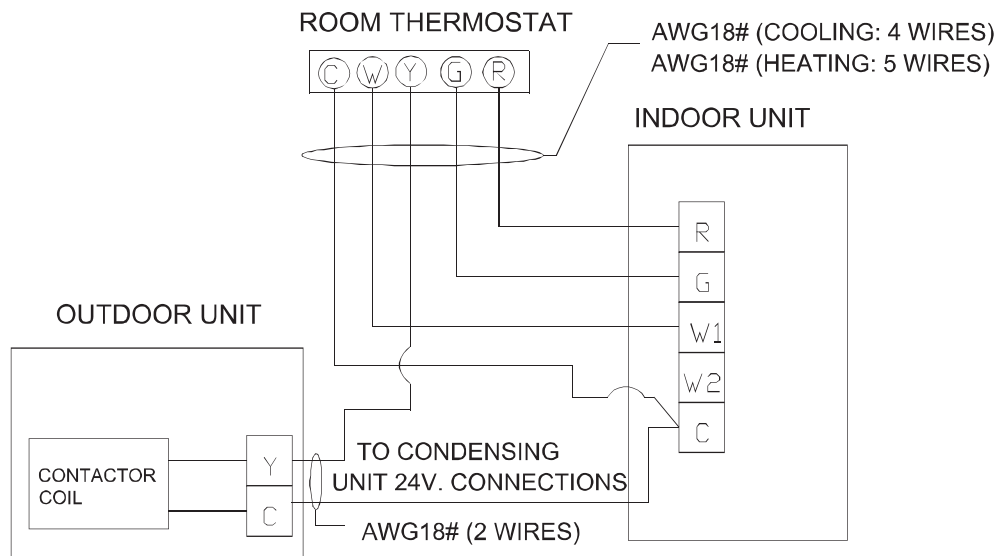 ROOM THERMOSTAT
AWG18# (COOLING: 4 WIRES)
AWG18# (HEATING: 5 WIRES)
C W Y G R
INDOOR UNIT
R
G
W1
W2
C
OUTDOOR UNIT
CONTACTOR
COIL
Y
C
TO CONDENSING
UNIT 24V. CONNECTIONS
AWG18# (2 WIRES)